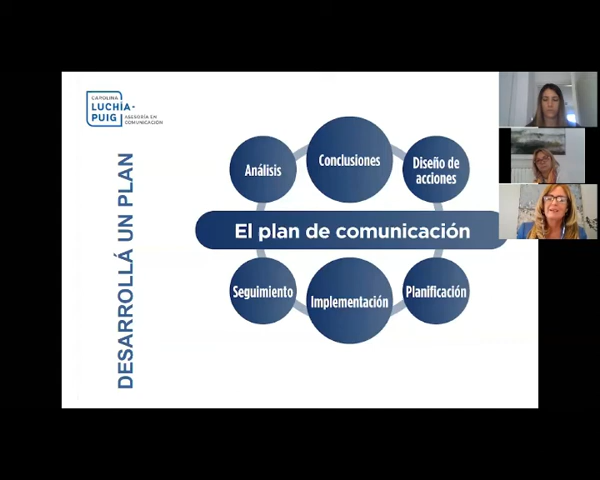 CAROLINA
LUCHÍA-
PUIG
ASESORÍA EN
COMUNICACIÓN
DESARROLLÁ UN PLAN
Análisis
Conclusiones
Diseño de
acciones
El plan de comunicación
Seguimiento
Implementación
Planificación